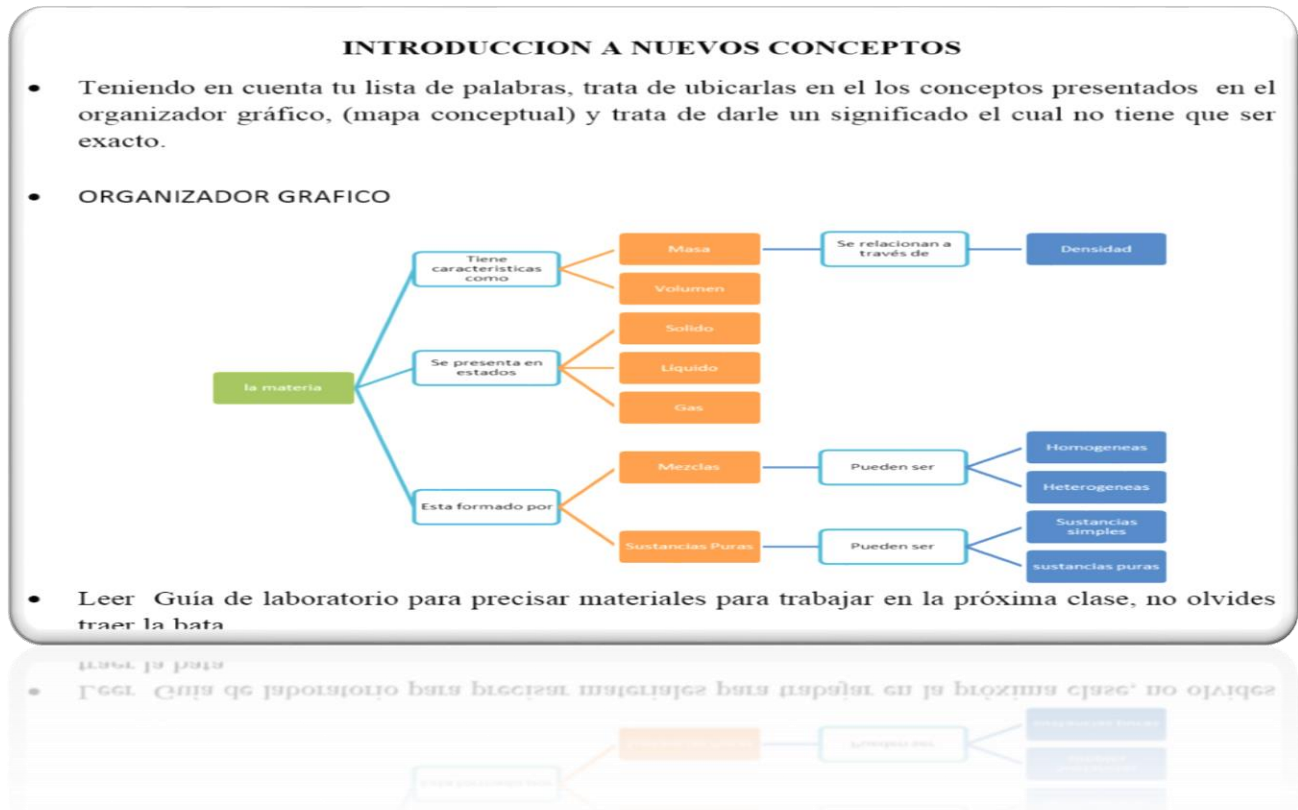 INTRODUCCION A NUEVOS CONCEPTOS
• Teniendo en cuenta tu lista de palabras, trata de ubicarlas en el los conceptos presentados en el
organizador gráfico, (mapa conceptual) y trata de darle un significado el cual no tiene que ser
exacto.
• ORGANIZADOR GRAFICO
la materia
Tiene
caracteristicas
como
Masa
Se relacionan a
través de
Densidad
Volumen
Se presenta en
estados
Solido
Liquido
Gas
Esta formado por
Mezclas
Pueden ser
Homogeneas
Heterogeneas
Sustancias Puras
Pueden ser
Sustancias
simples
sustancias puras
• Leer Guía de laboratorio para precisar materiales para trabajar en la próxima clase, no olvides
traer la bata